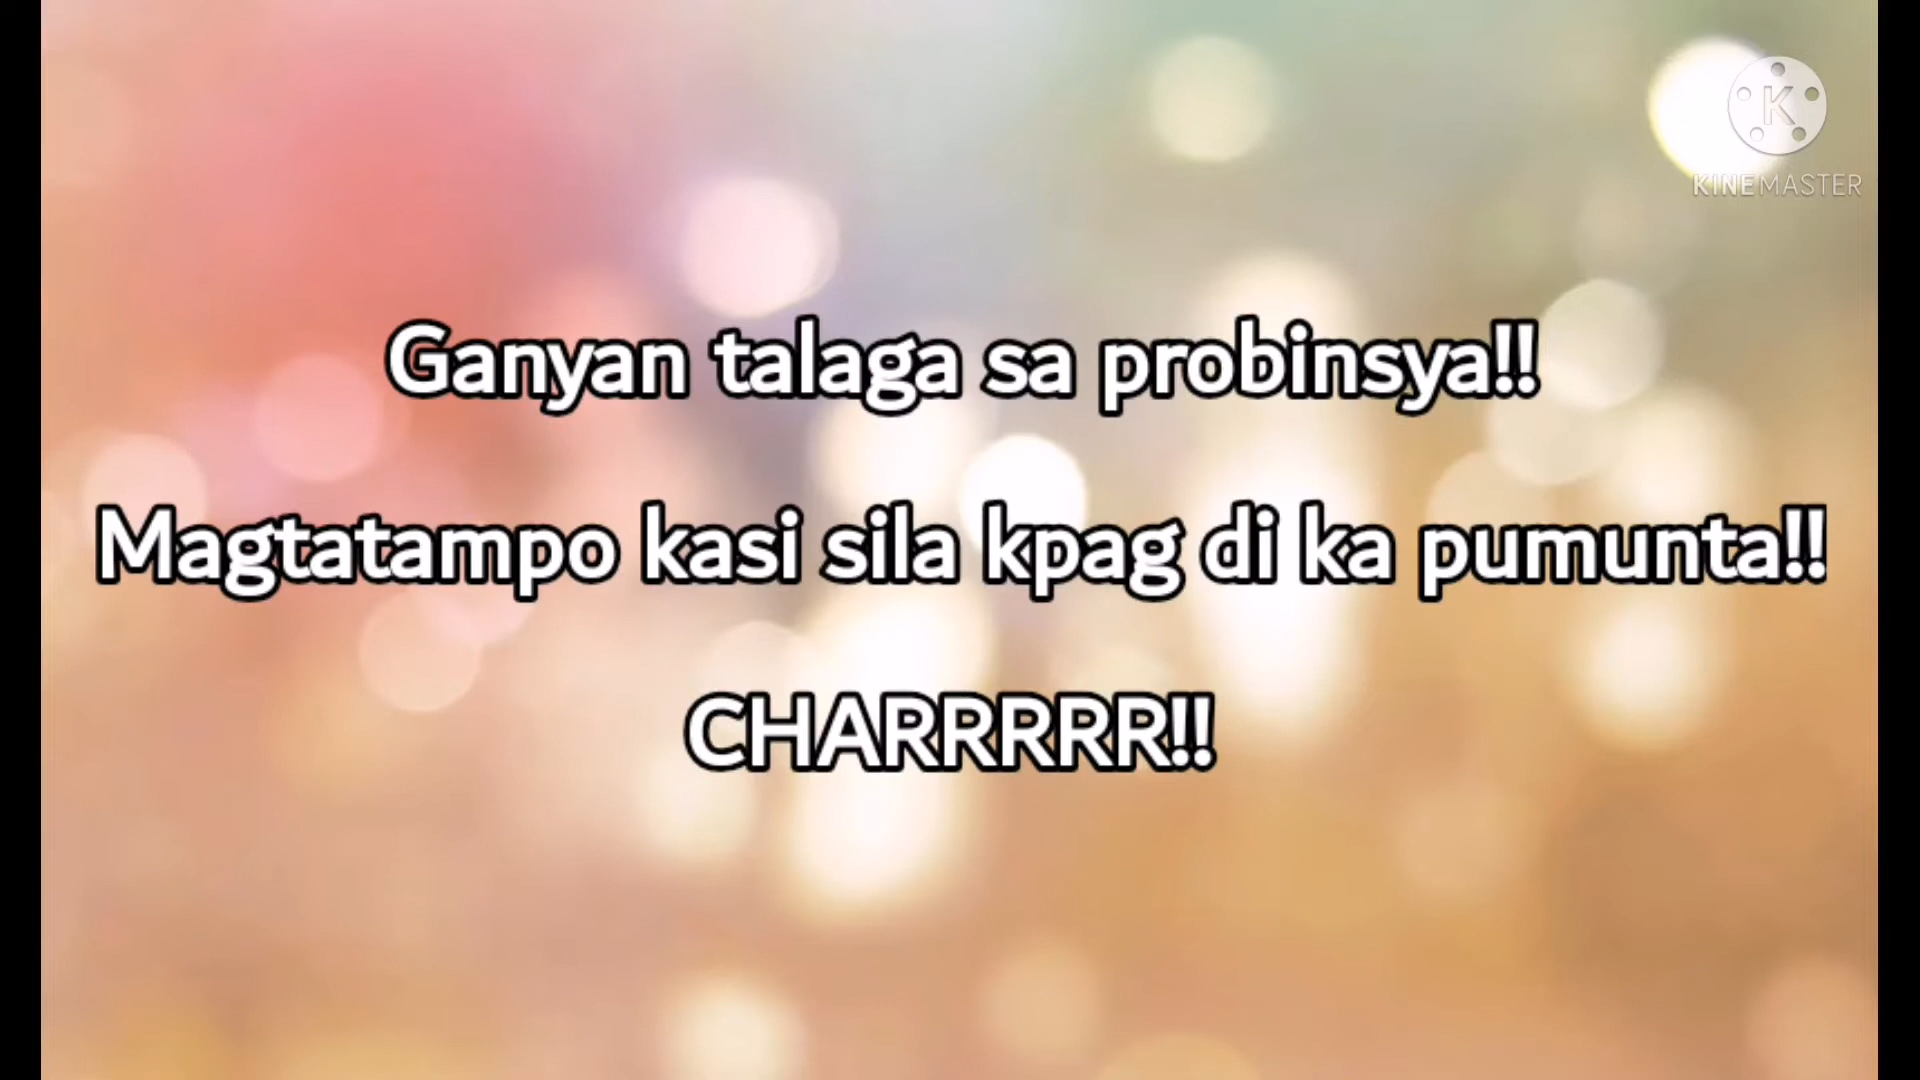 K
KINEMASTER
Ganyan talaga sa probinsya!!
Magtatampo kasi sila kpag di ka pumunta!!
CHARRRRR!!